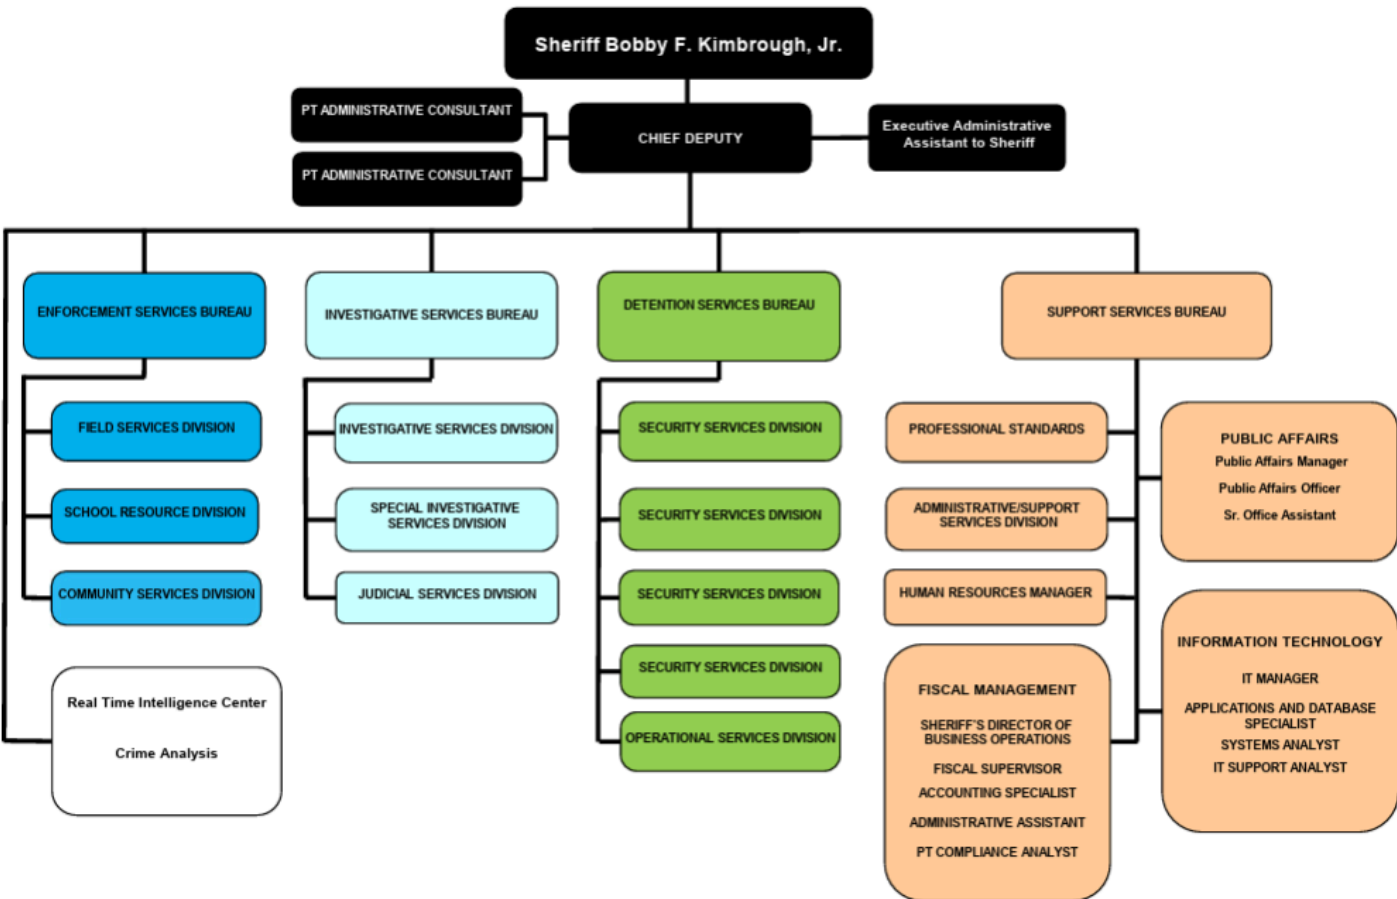 Sheriff Bobby F. Kimbrough, Jr.
PT ADMINISTRATIVE CONSULTANT
CHIEF DEPUTY
Executive Administrative
Assistant to Sheriff
PT ADMINISTRATIVE CONSULTANT
ENFORCEMENT SERVICES BUREAU
FIELD SERVICES DIVISION
SCHOOL RESOURCE DIVISION
COMMUNITY SERVICES DIVISION
Real Time Intelligence Center
Crime Analysis
INVESTIGATIVE SERVICES BUREAU
INVESTIGATIVE SERVICES DIVISION
SPECIAL INVESTIGATIVE
SERVICES DIVISION
JUDICIAL SERVICES DIVISION
DETENTION SERVICES BUREAU
SECURITY SERVICES DIVISION
SECURITY SERVICES DIVISION
SECURITY SERVICES DIVISION
SECURITY SERVICES DIVISION
OPERATIONAL SERVICES DIVISION
SUPPORT SERVICES BUREAU
PROFESSIONAL STANDARDS
ADMINISTRATIVE/SUPPORT
SERVICES DIVISION
HUMAN RESOURCES MANAGER
FISCAL MANAGEMENT
SHERIFF'S DIRECTOR OF
BUSINESS OPERATIONS
FISCAL SUPERVISOR
ACCOUNTING SPECIALIST
ADMINISTRATIVE ASSISTANT
PT COMPLIANCE ANALYST
PUBLIC AFFAIRS
Public Affairs Manager
Public Affairs Officer
Sr. Office Assistant
INFORMATION TECHNOLOGY
IT MANAGER
APPLICATIONS AND DATABASE
SPECIALIST
SYSTEMS ANALYST
IT SUPPORT ANALYST